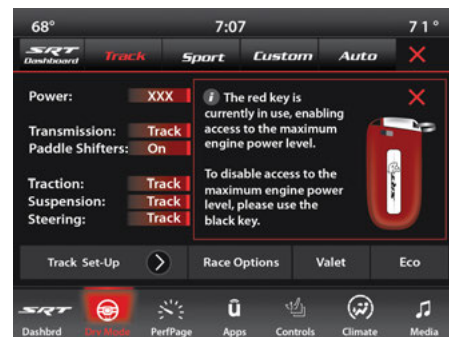 68°
7:07
71°
SRT
Dashboard
Track
Sport
Custom
Auto
Power:
XXX
Transmission:
Track
Paddle Shifters:
On
Traction:
Track
Suspension:
Track
Steering:
Track
i The red key is
currently in use, enabling
access to the maximum
engine power level.
To disable access to the
maximum engine power
level, please use the
black key.
SRT
Track Set-Up
Race Options
Valet
Eco
SRT
Dashbrd
Drv Mode
PerfPage
Apps
Controls
Climate
Media